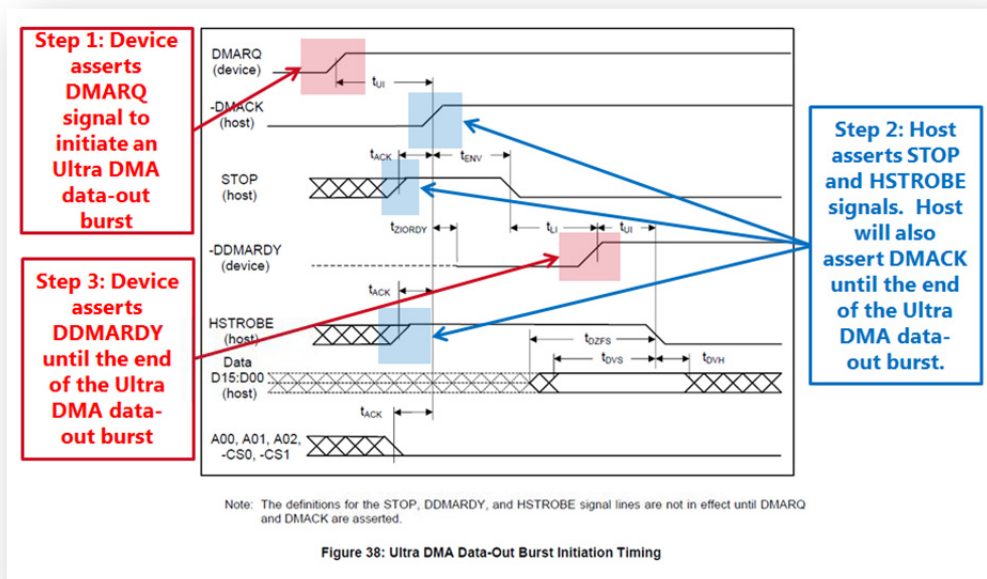 Step 1: Device
asserts
DMARQ
signal to
initiate an
Ultra DMA
data-out
burst
Step 3: Device
asserts
DDMARDY
until the end
of the Ultra
DMA data-
out burst
DMARQ
(device)
tUI
-DMACK
(host)
tACK
tENV
STOP
(host)
tZIORDY
tLI
tUI
-DDMARDY
(device)
tACK
HSTROBE
(host)
tDZFS
tDVS
tDVH
Data
D15:D00
(host)
tACK
A00, A01, A02,
-CS0, -CS1
Step 2: Host
asserts STOP
and HSTROBE
signals. Host
will also
assert DMACK
until the end
of the Ultra
DMA data-
out burst.
Note: The definitions for the STOP, DDMARDY, and HSTROBE signal lines are not in effect until DMARQ
and DMACK are asserted.
Figure 38: Ultra DMA Data-Out Burst Initiation Timing